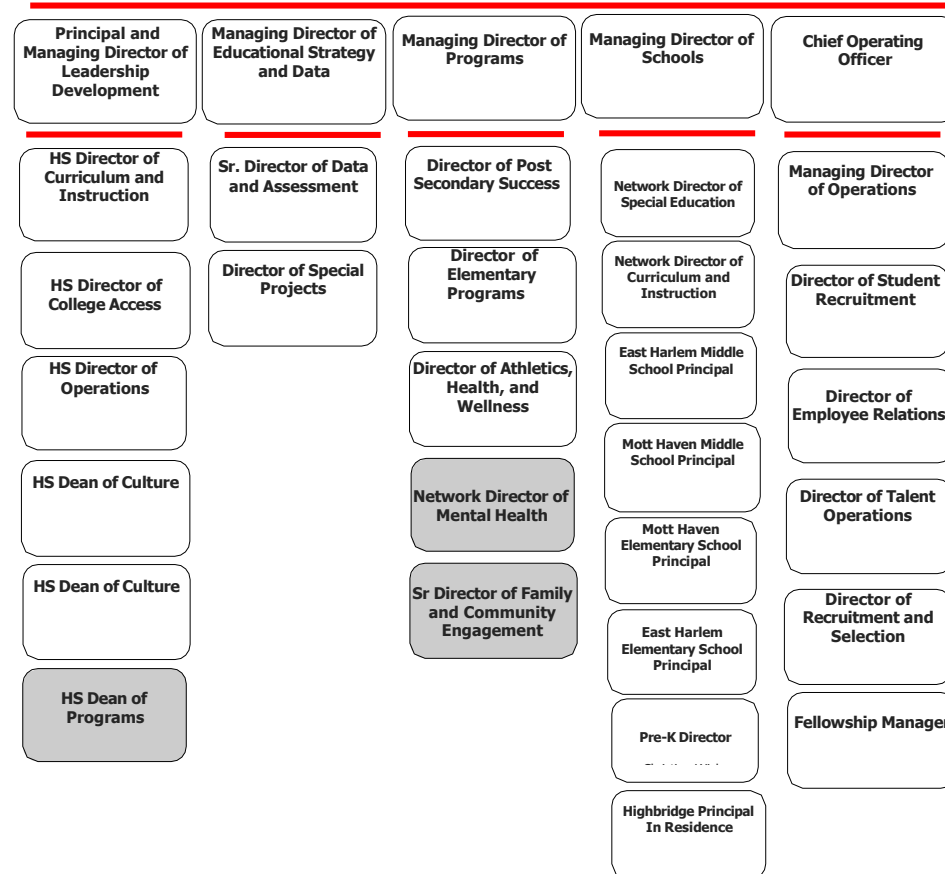 Principal and
Managing Director of
Leadership
Development
Managing Director of
Educational Strategy
and Data
Managing Director of
Programs
Managing Director of
Schools
Chief Operating
Officer
HS Director of
Curriculum and
Instruction
HS Director of
College Access
HS Director of
Operations
HS Dean of Culture
HS Dean of Culture
HS Dean of
Programs
Sr. Director of Data
and Assessment
Director of Special
Projects
Director of Post
Secondary Success
Director of
Elementary
Programs
Director of Athletics,
Health, and
Wellness
Network Director of
Mental Health
Sr Director of Family
and Community
Engagement
Network Director of
Special Education
Network Director of
Curriculum and
Instruction
East Harlem Middle
School Principal
Mott Haven Middle
School Principal
Mott Haven
Elementary School
Principal
East Harlem
Elementary School
Principal
Pre-K Director
Highbridge Principal
In Residence
Managing Director
of Operations
Director of Student
Recruitment
Director of
Employee Relations
Director of Talent
Operations
Director of
Recruitment and
Selection
Fellowship Manager